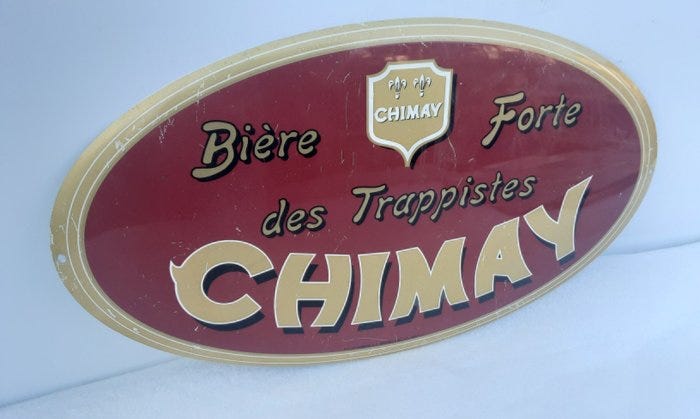 CHIMAY
Bière Forte
des Trappistes
CHIMAY